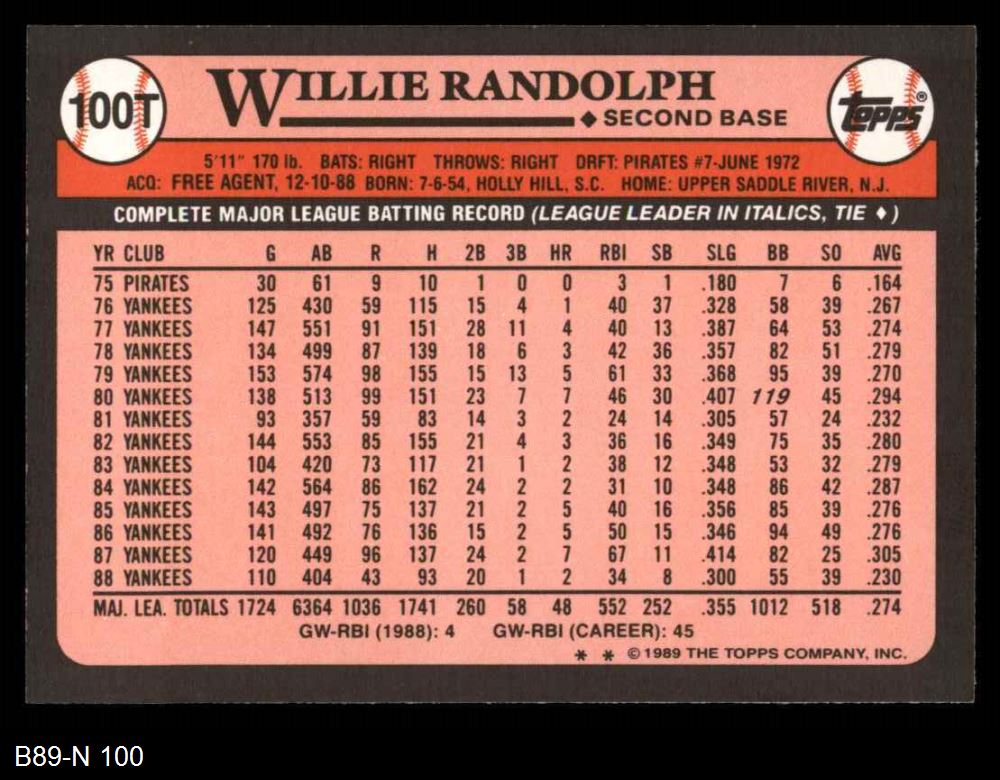 100T
WILLIE RANDOLPH
♦ SECOND BASE
TOPPS®
5'11" 170 lb. BATS: RIGHT THROWS: RIGHT DRFT: PIRATES #7-JUNE 1972
ACQ: FREE AGENT, 12-10-88 BORN: 7-6-54, HOLLY HILL, S.C. HOME: UPPER SADDLE RIVER, N.J.
COMPLETE MAJOR LEAGUE BATTING RECORD (LEAGUE LEADER IN ITALICS, TIE ♦)
YR CLUB G AB R H 2B 3B HR RBI SB SLG BB SO AVG
75 PIRATES 30 61 9 10 1 0 0 3 1 .180 7 6 .164
76 YANKEES 125 430 59 115 15 4 1 40 37 .328 58 39 .267
77 YANKEES 147 551 91 151 28 11 4 40 13 .387 64 53 .274
78 YANKEES 134 499 87 139 18 6 3 42 36 .357 82 51 .279
79 YANKEES 153 574 98 155 15 13 5 61 33 .368 95 39 .270
80 YANKEES 138 513 99 151 23 7 7 46 30 .407 119 45 .294
81 YANKEES 93 357 59 83 14 3 2 24 14 .305 57 24 .232
82 YANKEES 144 553 85 155 21 4 3 36 16 .349 75 35 .280
83 YANKEES 104 420 73 117 21 1 2 38 12 .348 53 32 .279
84 YANKEES 142 564 86 162 24 2 2 31 10 .348 86 42 .287
85 YANKEES 143 497 75 137 21 2 5 40 16 .356 85 39 .276
86 YANKEES 141 492 76 136 15 2 5 50 15 .346 94 49 .276
87 YANKEES 120 449 96 137 24 2 7 67 11 .414 82 25 .305
88 YANKEES 110 404 43 93 20 1 2 34 8 .300 55 39 .230
MAJ. LEA. TOTALS 1724 6364 1036 1741 260 58 48 552 252 .355 1012 518 .274
GW-RBI (1988): 4 GW-RBI (CAREER): 45
* * © 1989 THE TOPPS COMPANY, INC.
B89-N 100